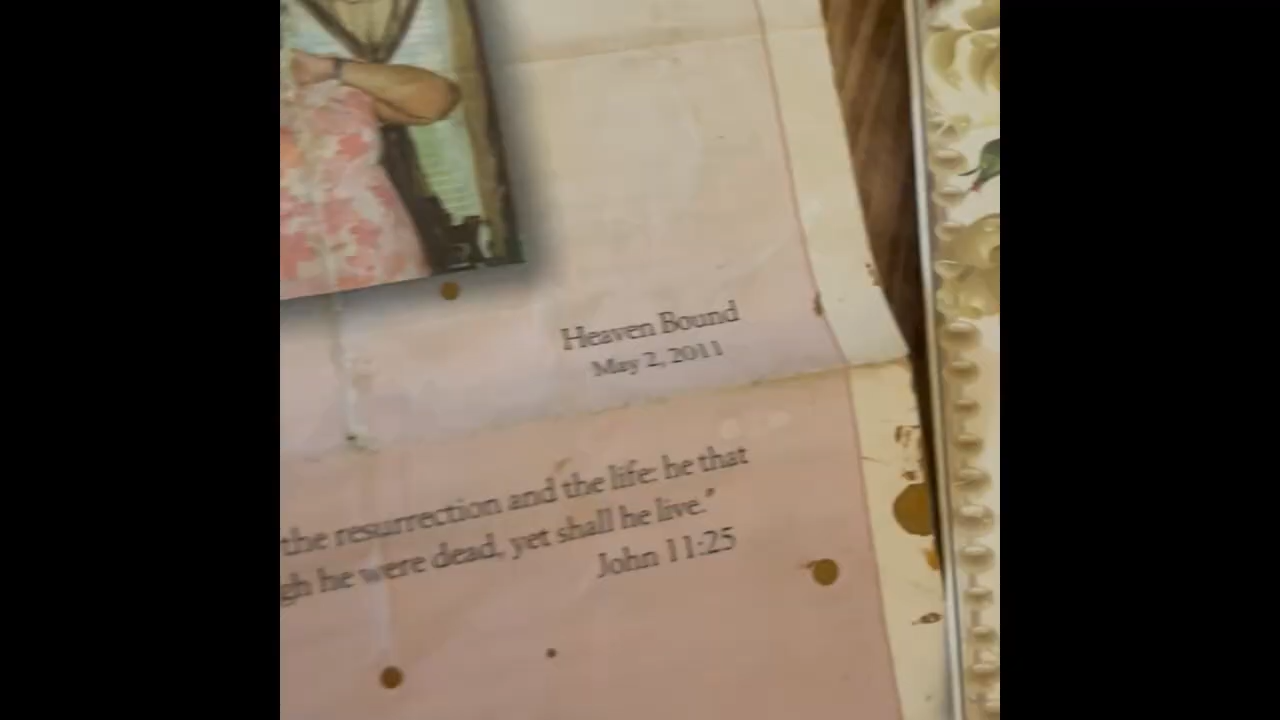 Heaven Bound
May 2, 2011
the resurrection and the life: he that
gh he were dead, yet shall he live."
John 11:25